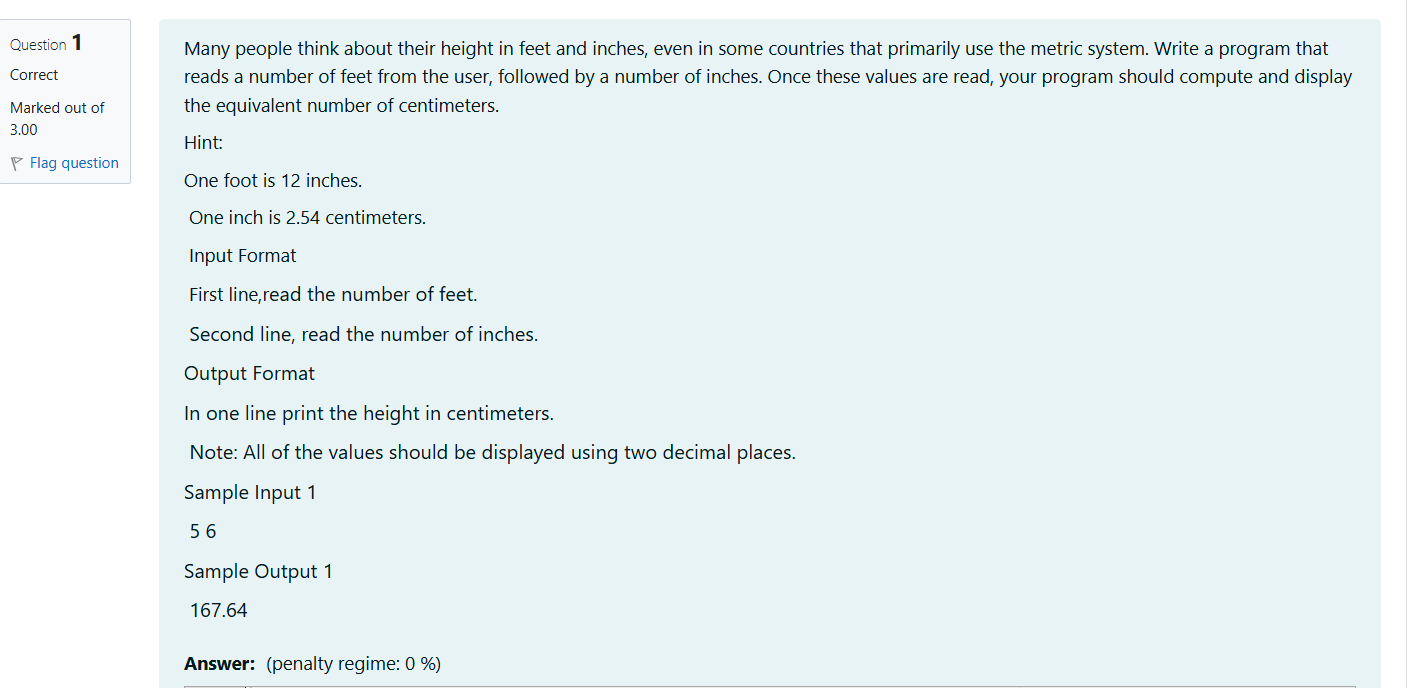 Question 1
Correct
Marked out of
3.00
Flag question
Many people think about their height in feet and inches, even in some countries that primarily use the metric system. Write a program that
reads a number of feet from the user, followed by a number of inches. Once these values are read, your program should compute and display
the equivalent number of centimeters.
Hint:
One foot is 12 inches.
One inch is 2.54 centimeters.
Input Format
First line,read the number of feet.
Second line, read the number of inches.
Output Format
In one line print the height in centimeters.
Note: All of the values should be displayed using two decimal places.
Sample Input 1
5 6
Sample Output 1
167.64
Answer: (penalty regime: 0 %)